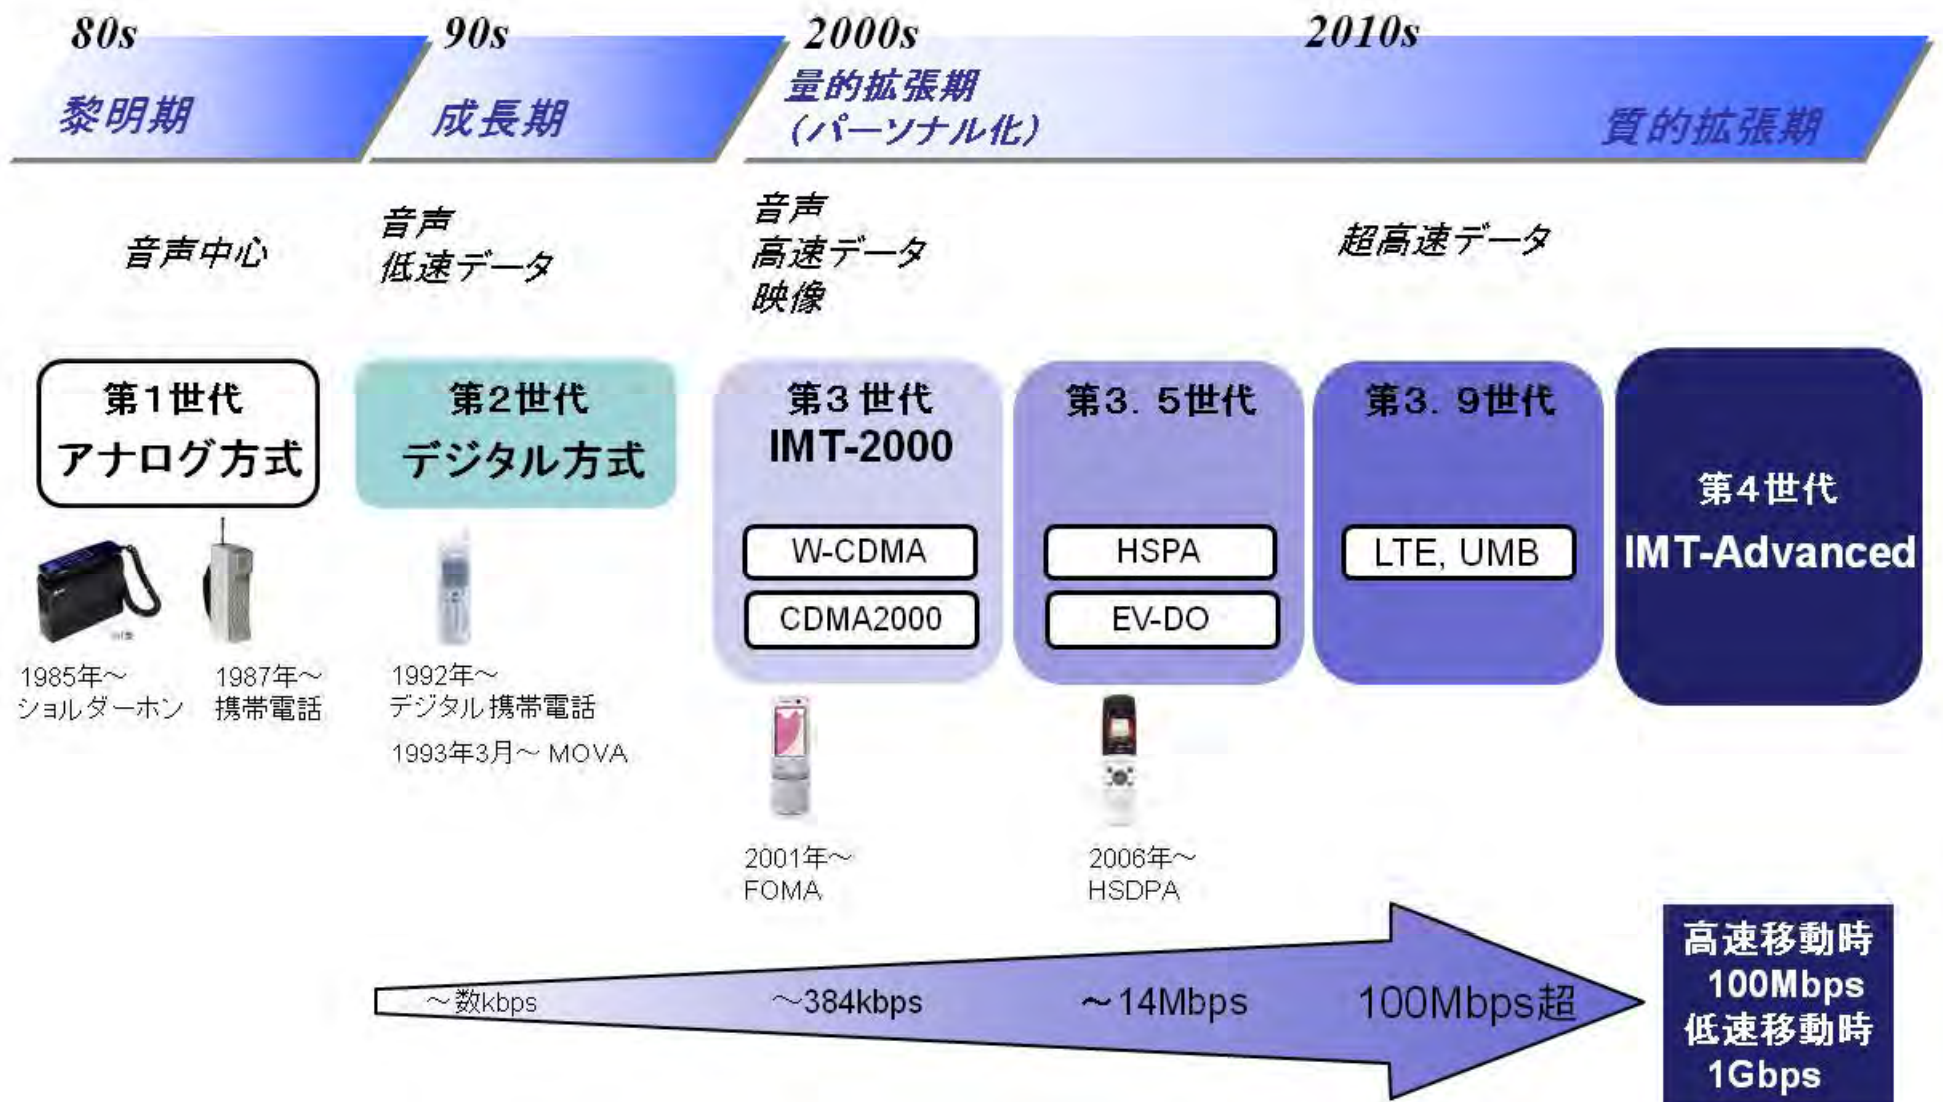 80s
90s
2000s
2010s
黎明期
成長期
量的拡張期
（パーソナル化）
質的拡張期
音声中心
音声
低速データ
音声
高速データ
映像
超高速データ
第1世代
アナログ方式
第2世代
デジタル方式
第3世代
IMT-2000
W-CDMA
CDMA2000
第3．5世代
HSPA
EV-DO
第3．9世代
LTE, UMB
第4世代
IMT-Advanced
1985年～
ショルダーホン
1987年～
携帯電話
1992年～
デジタル携帯電話
1993年3月～ MOVA
2001年～
FOMA
2006年～
HSDPA
～数kbps
～384kbps
～14Mbps
100Mbps超
高速移動時
100Mbps
低速移動時
1Gbps